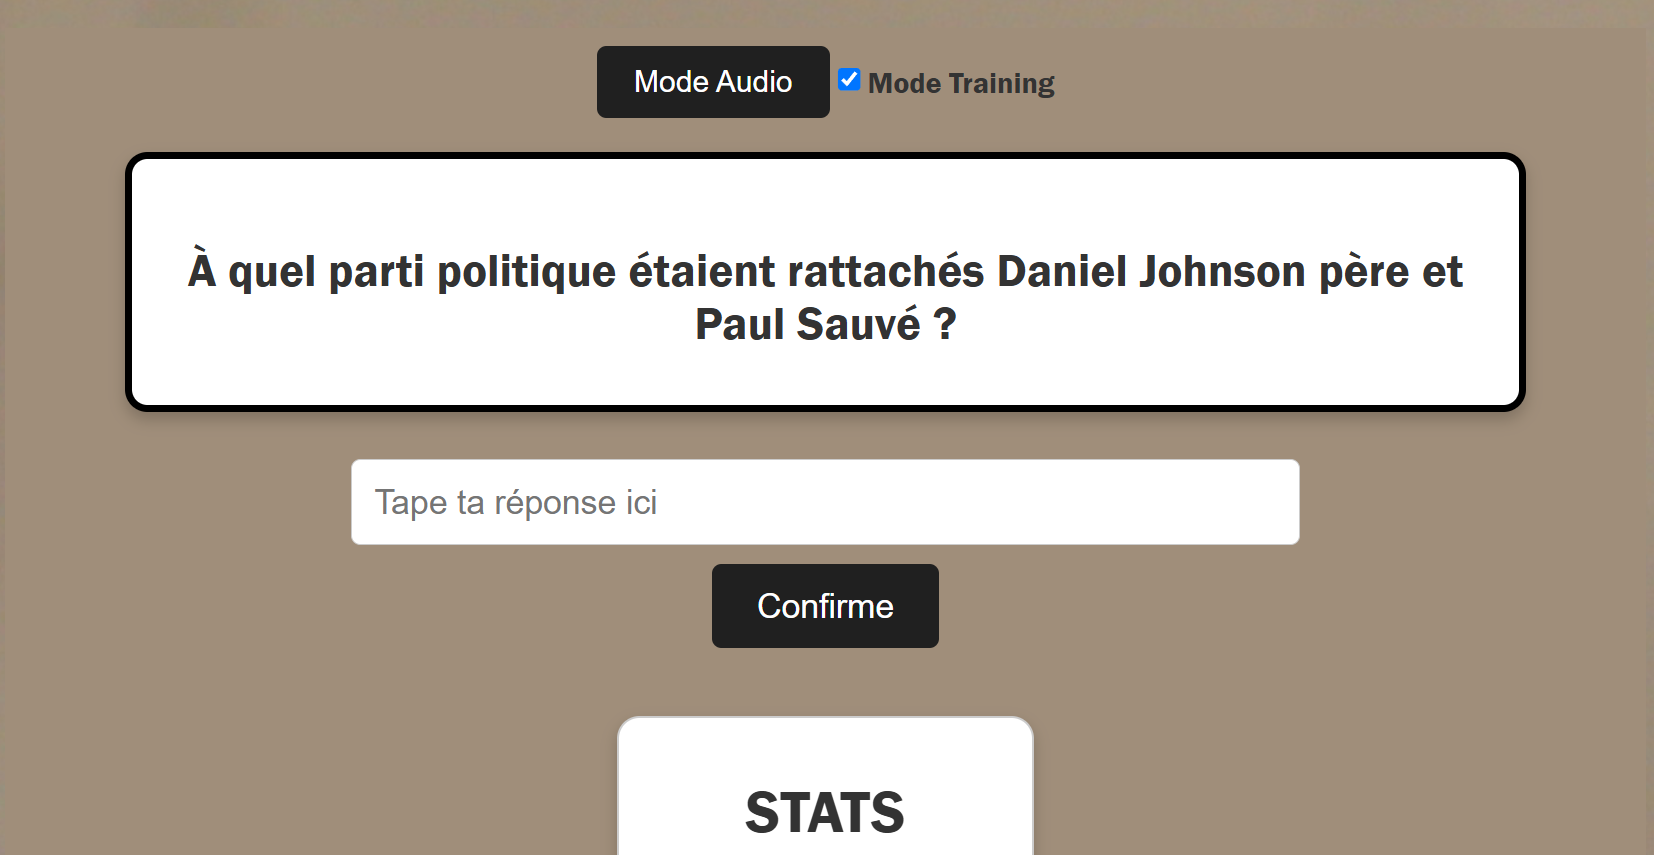 Mode Audio
Mode Training
À quel parti politique étaient rattachés Daniel Johnson père et
Paul Sauvé ?
Tape ta réponse ici
Confirme
STATS